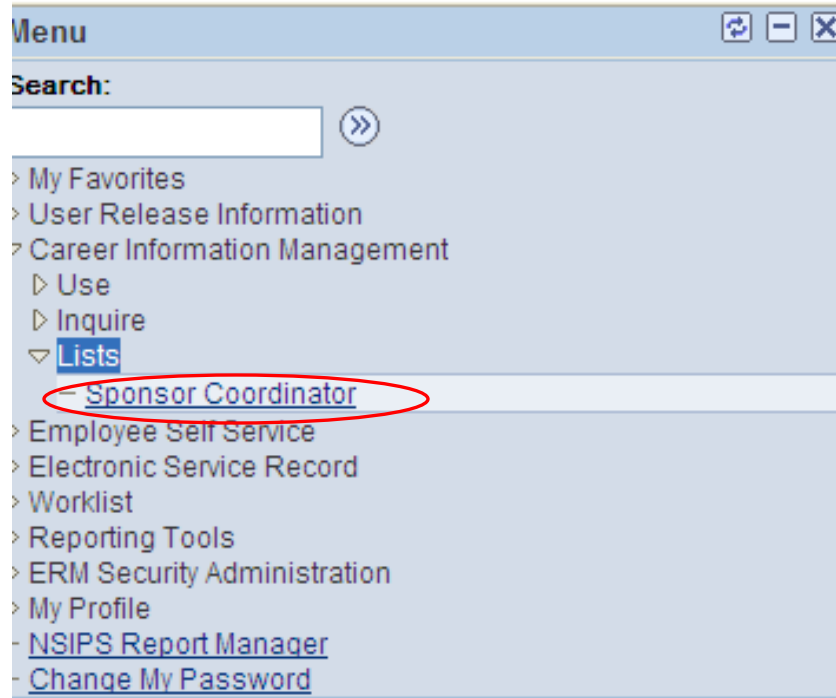 Menu
Search:
My Favorites
User Release Information
Career Information Management
Use
Inquire
Lists
Sponsor Coordinator
Employee Self Service
Electronic Service Record
Worklist
Reporting Tools
ERM Security Administration
My Profile
NSIPS Report Manager
Change My Password